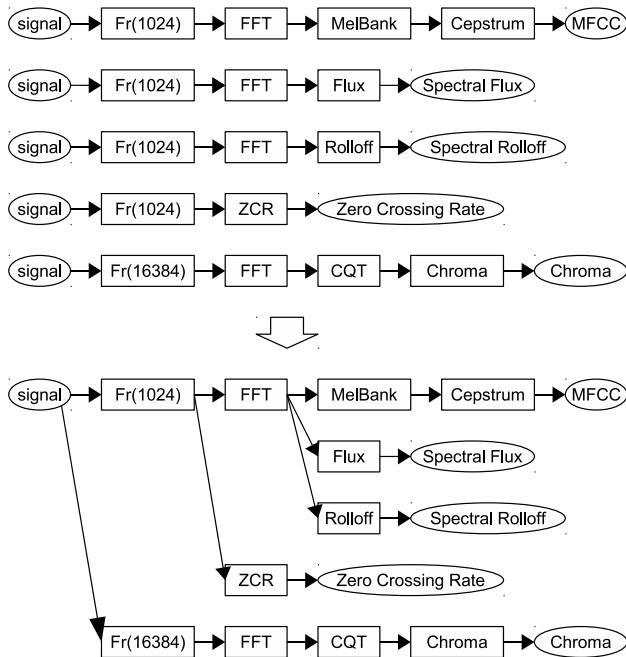 signal Fr(1024) FFT MelBank Cepstrum MFCC
signal Fr(1024) FFT Flux Spectral Flux
signal Fr(1024) FFT Rolloff Spectral Rolloff
signal Fr(1024) ZCR Zero Crossing Rate
signal Fr(16384) FFT CQT Chroma Chroma
signal Fr(1024) FFT MelBank Cepstrum MFCC
Flux Spectral Flux
Rolloff Spectral Rolloff
ZCR Zero Crossing Rate
Fr(16384) FFT CQT Chroma Chroma